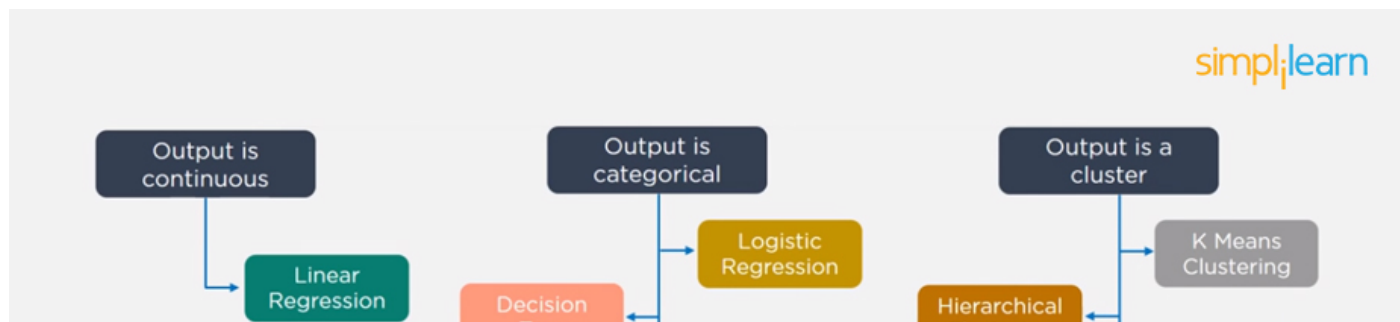 simplilearn
Output is
continuous
Output is
categorical
Output is a
cluster
Linear
Regression
Logistic
Regression
Decision
K Means
Clustering
Hierarchical